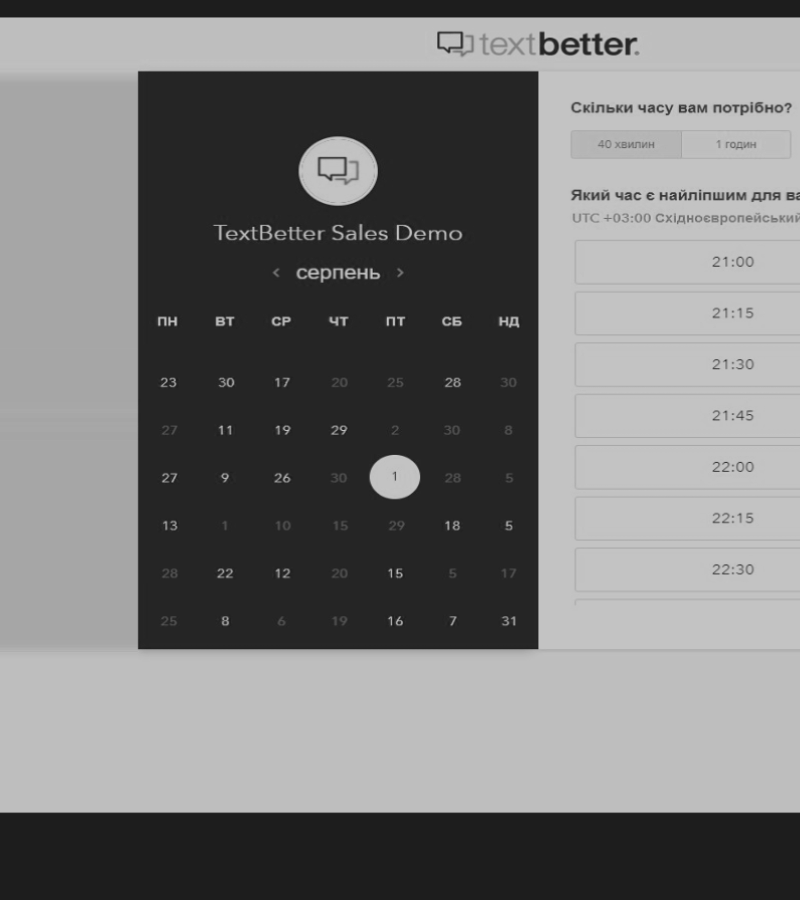 textbetter.
TextBetter Sales Demo
< серпень >
ПН ВТ СР ЧТ ПТ СБ НД
23 30 17 20 25 28 30
27 11 19 29 2 30 8
27 9 26 30 1 28 5
13 1 10 15 29 18 5
28 22 12 20 15 5 17
25 8 6 19 16 7 31
Скільки часу вам потрібно?
40 хвилин 1 годин
Який час є найліпшим для ва
UTC +03:00 Східноєвропейський
21:00
21:15
21:30
21:45
22:00
22:15
22:30